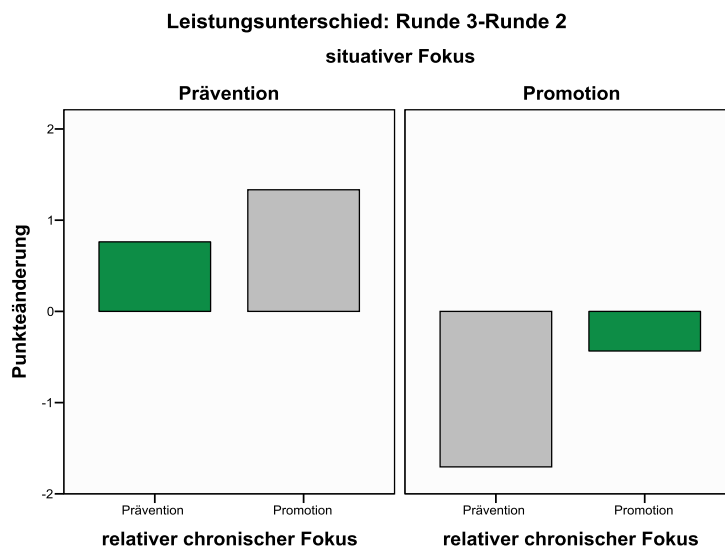 Leistungsunterschied: Runde 3-Runde 2
situativer Fokus
Prävention Promotion
2
1
0
-1
-2
Punkteänderung
Prävention Promotion Prävention Promotion
relativer chronischer Fokus relativer chronischer Fokus